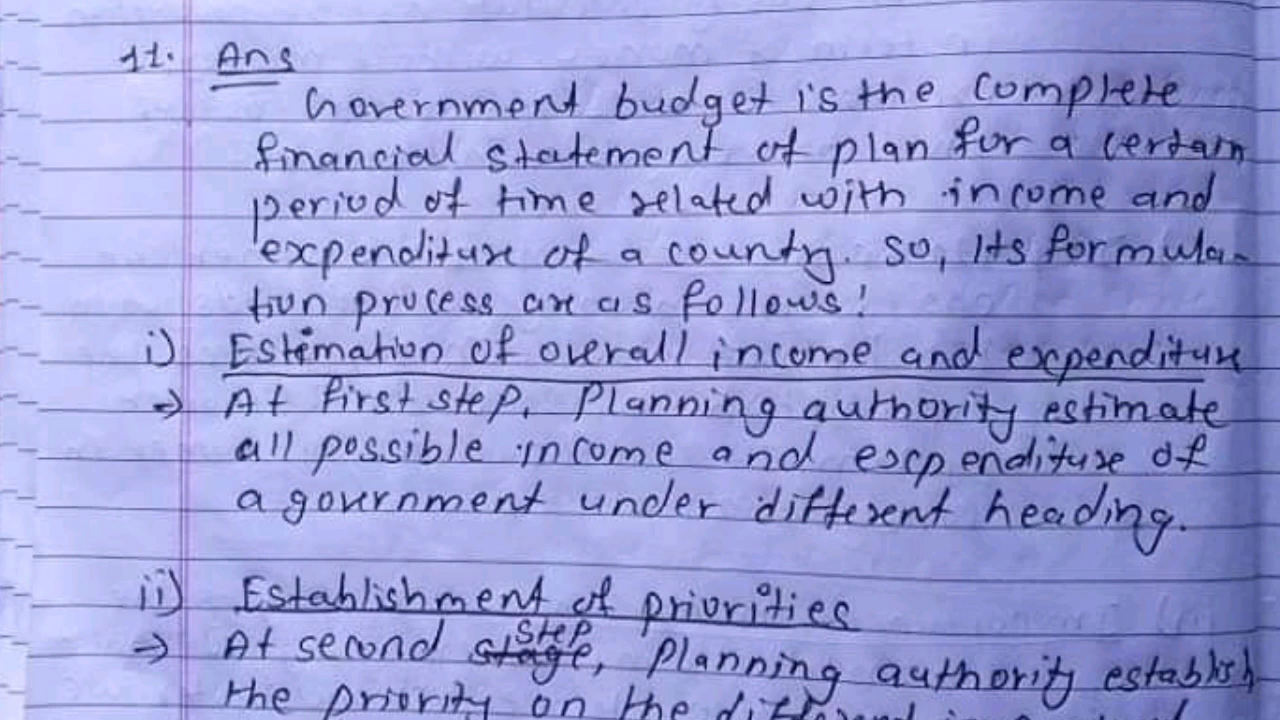 11. Ans
Government budget is the complete
financial statement of plan for a certain
period of time related with income and
expenditure of a country. So, Its formula-
tion process are as follows:
i) Estimation of overall income and expenditure
⇒ At first step, Planning authority estimate
all possible income and expenditure of
a government under different heading.
ii) Establishment of priorities
⇒ At second stage step, Planning authority establish
the priority on the different